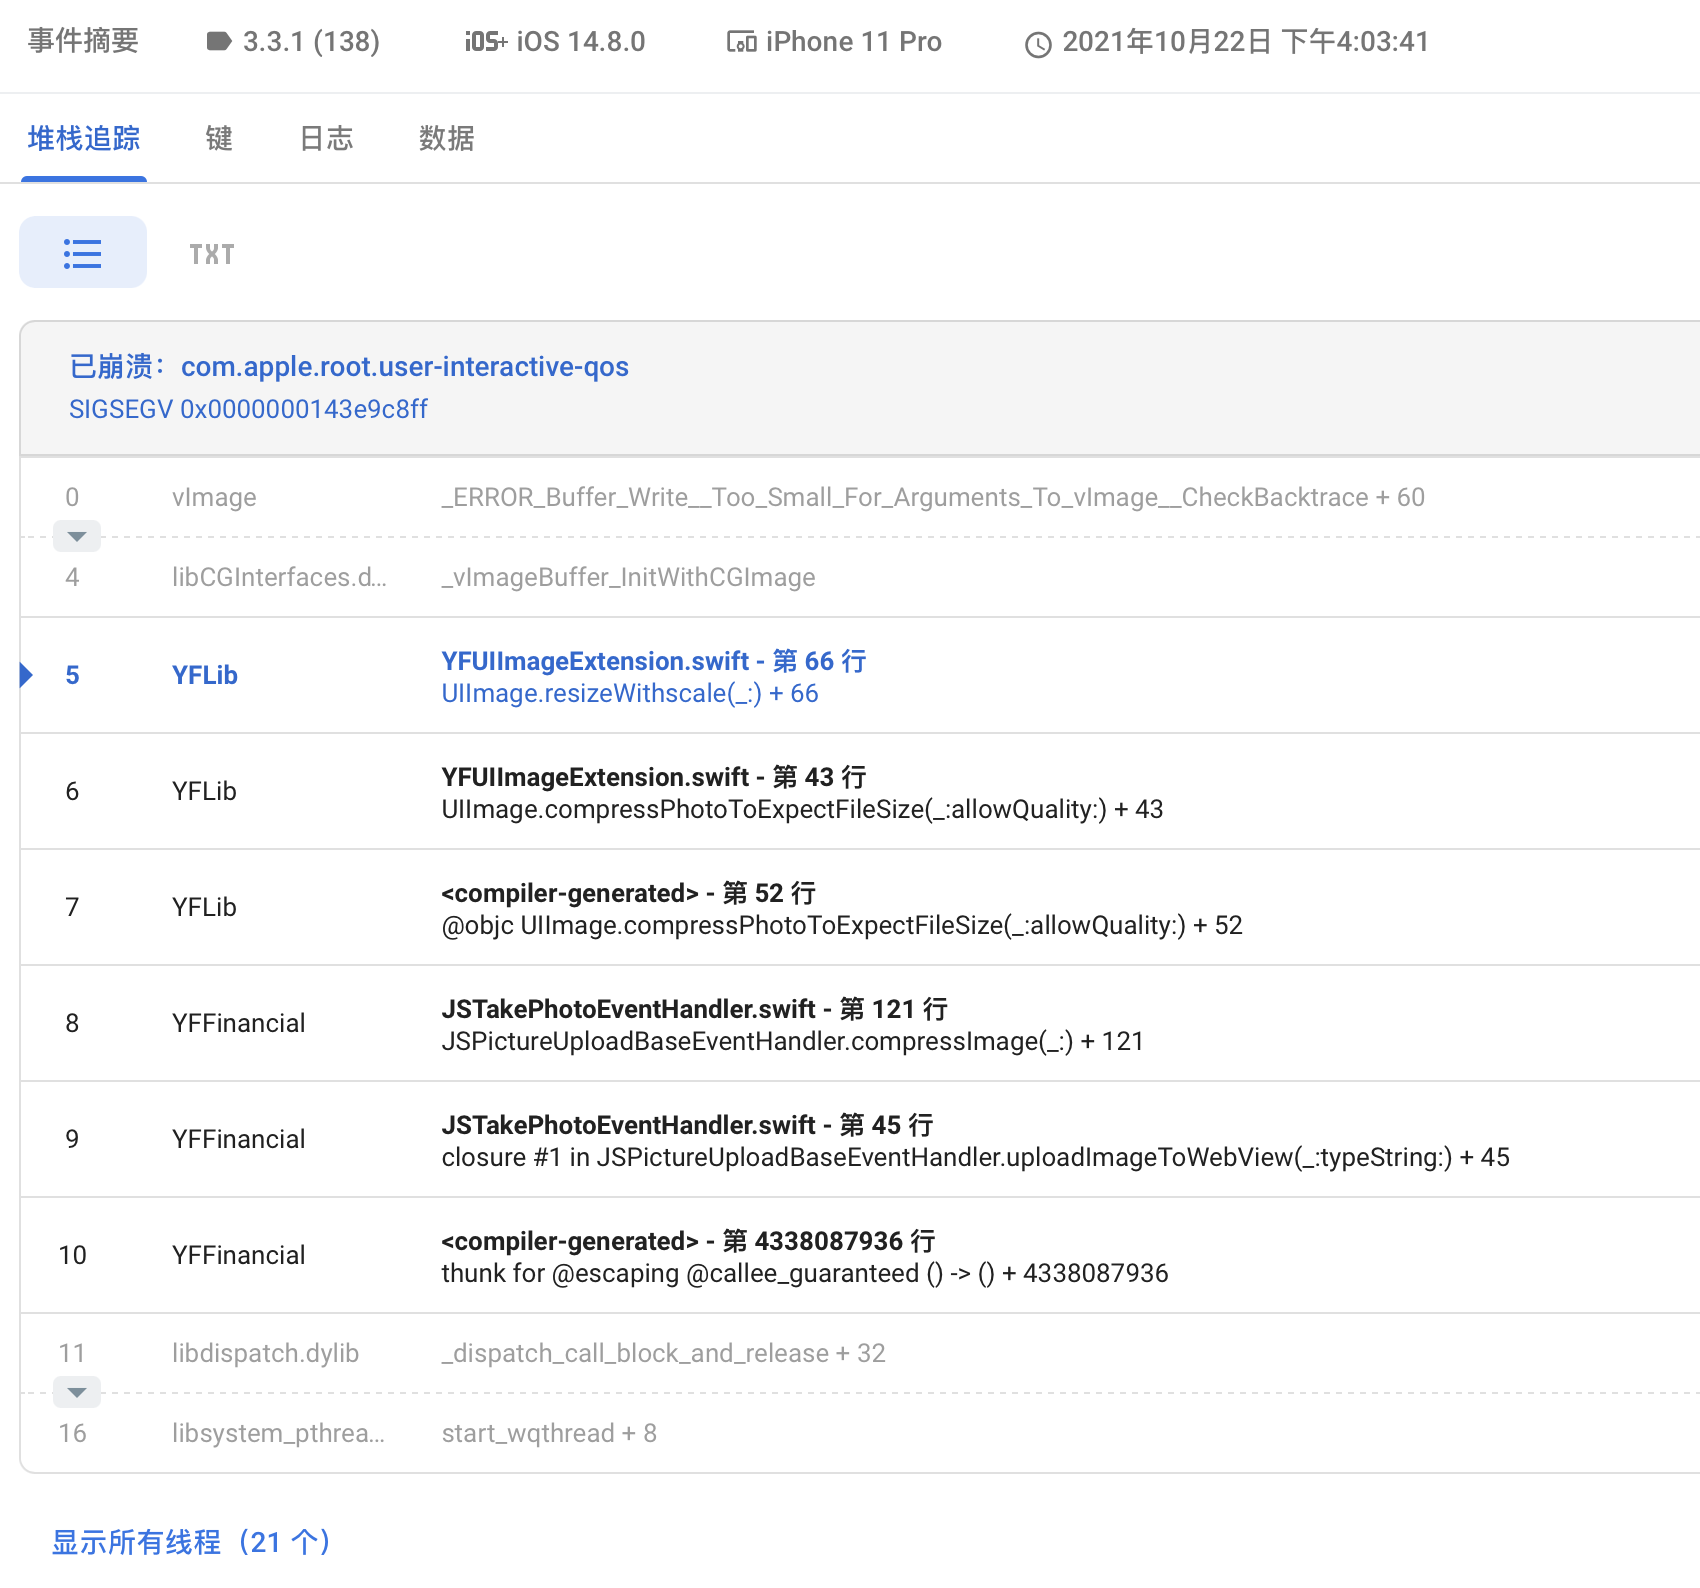 事件摘要 3.3.1 (138) iOS+ iOS 14.8.0 iPhone 11 Pro 2021年10月22日 下午4:03:41
堆栈追踪 键 日志 数据
TXT
已崩溃：com.apple.root.user-interactive-qos
SIGSEGV 0x0000000143e9c8ff
0 vImage _ERROR_Buffer_Write__Too_Small_For_Arguments_To_vImage__CheckBacktrace + 60
4 libCGInterfaces.d... _vImageBuffer_InitWithCGImage
YFUIImageExtension.swift - 第 66 行
5 YFLib
UIImage.resizeWithscale(_:) + 66
YFUIImageExtension.swift - 第 43 行
6 YFLib
UIImage.compressPhotoToExpectFileSize(_:allowQuality:) + 43
<compiler-generated> - 第 52 行
7 YFLib
@objc UIImage.compressPhotoToExpectFileSize(_:allowQuality:) + 52
JSTakePhotoEventHandler.swift - 第 121 行
8 YFFinancial
JSPictureUploadBaseEventHandler.compressImage(_:) + 121
JSTakePhotoEventHandler.swift - 第 45 行
9 YFFinancial
closure #1 in JSPictureUploadBaseEventHandler.uploadImageToWebView(_:typeString:) + 45
<compiler-generated> - 第 4338087936 行
10 YFFinancial
thunk for @escaping @callee_guaranteed () -> () + 4338087936
11 libdispatch.dylib _dispatch_call_block_and_release + 32
16 libsystem_pthrea... start_wqthread + 8
显示所有线程（21 个）